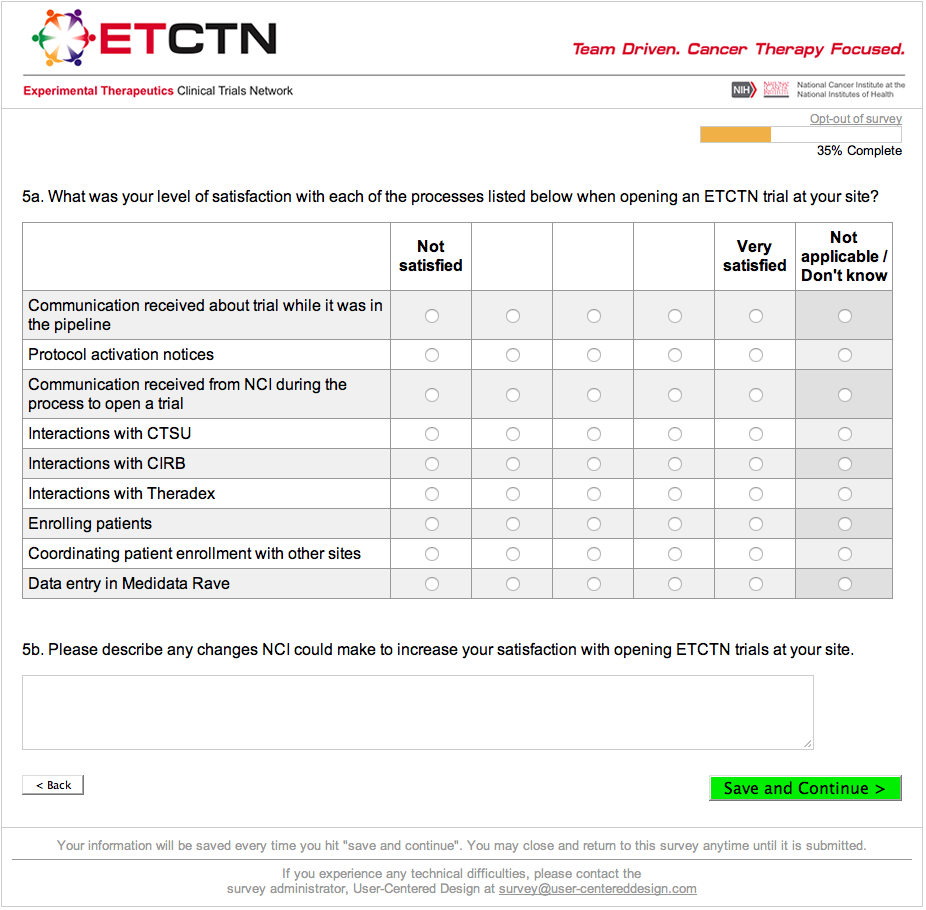 ETCTN
Team Driven. Cancer Therapy Focused.
Experimental Therapeutics Clinical Trials Network
NIH
NATIONAL
CANCER
INSTITUTE
National Cancer Institute at the
National Institutes of Health
Opt-out of survey
35% Complete
5a. What was your level of satisfaction with each of the processes listed below when opening an ETCTN trial at your site?
Not
satisfied
Very
satisfied
Not
applicable /
Don't know
Communication received about trial while it was in
the pipeline
Protocol activation notices
Communication received from NCI during the
process to open a trial
Interactions with CTSU
Interactions with CIRB
Interactions with Theradex
Enrolling patients
Coordinating patient enrollment with other sites
Data entry in Medidata Rave
5b. Please describe any changes NCI could make to increase your satisfaction with opening ETCTN trials at your site.
< Back
Save and Continue >
Your information will be saved every time you hit "save and continue". You may close and return to this survey anytime until it is submitted.
If you experience any technical difficulties, please contact the
survey administrator, User-Centered Design at survey@user-centereddesign.com